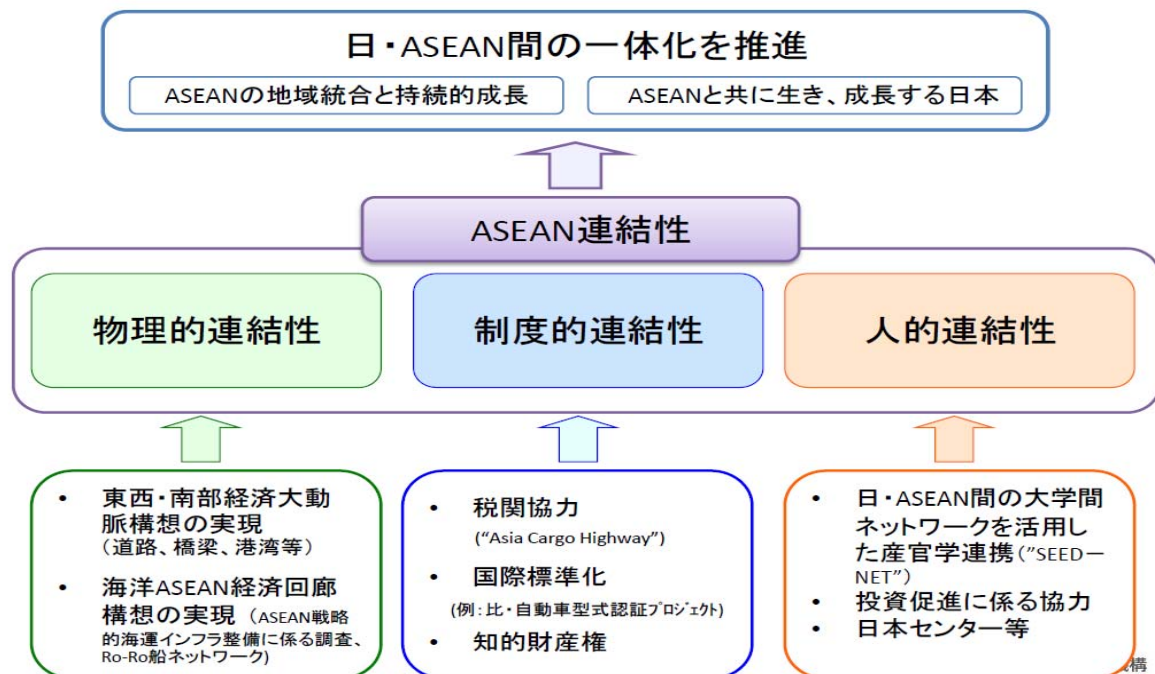 日・ASEAN間の一体化を推進
ASEANの地域統合と持続的成長
ASEANと共に生き、成長する日本
ASEAN連結性
物理的連結性
制度的連結性
人的連結性
• 東西・南部経済大動
脈構想の実現
（道路、橋梁、港湾等）
• 海洋ASEAN経済回廊
構想の実現（ASEAN戦略
的海運インフラ整備に係る調査、
Ro-Ro船ネットワーク)
• 税関協力
(“Asia Cargo Highway”)
• 国際標準化
(例：比・自動車型式認証ﾌﾟﾛｼﾞｪｸﾄ)
• 知的財産権
• 日・ASEAN間の大学間
ネットワークを活用し
た産官学連携(”SEED－
NET”）
• 投資促進に係る協力
• 日本センター等
構